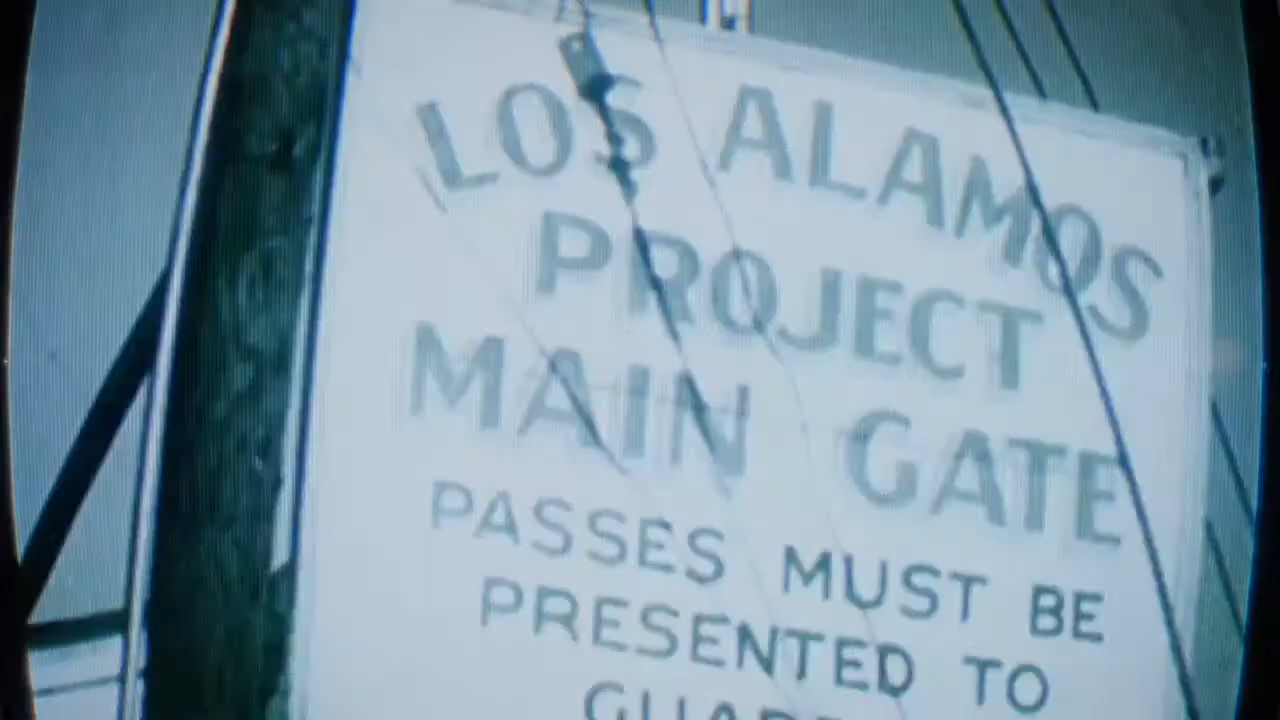 LOS ALAMOS
PROJECT
MAIN GATE
PASSES MUST BE
PRESENTED TO